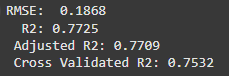 RMSE: 0.1868
R2: 0.7725
Adjusted R2: 0.7709
Cross Validated R2: 0.7532